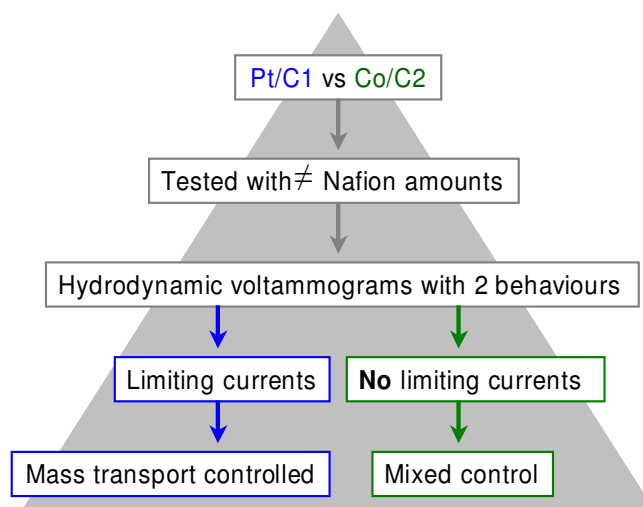 Pt/C1 vs Co/C2
Tested with ≠ Nafion amounts
Hydrodynamic voltammograms with 2 behaviours
Limiting currents
No limiting currents
Mass transport controlled
Mixed control